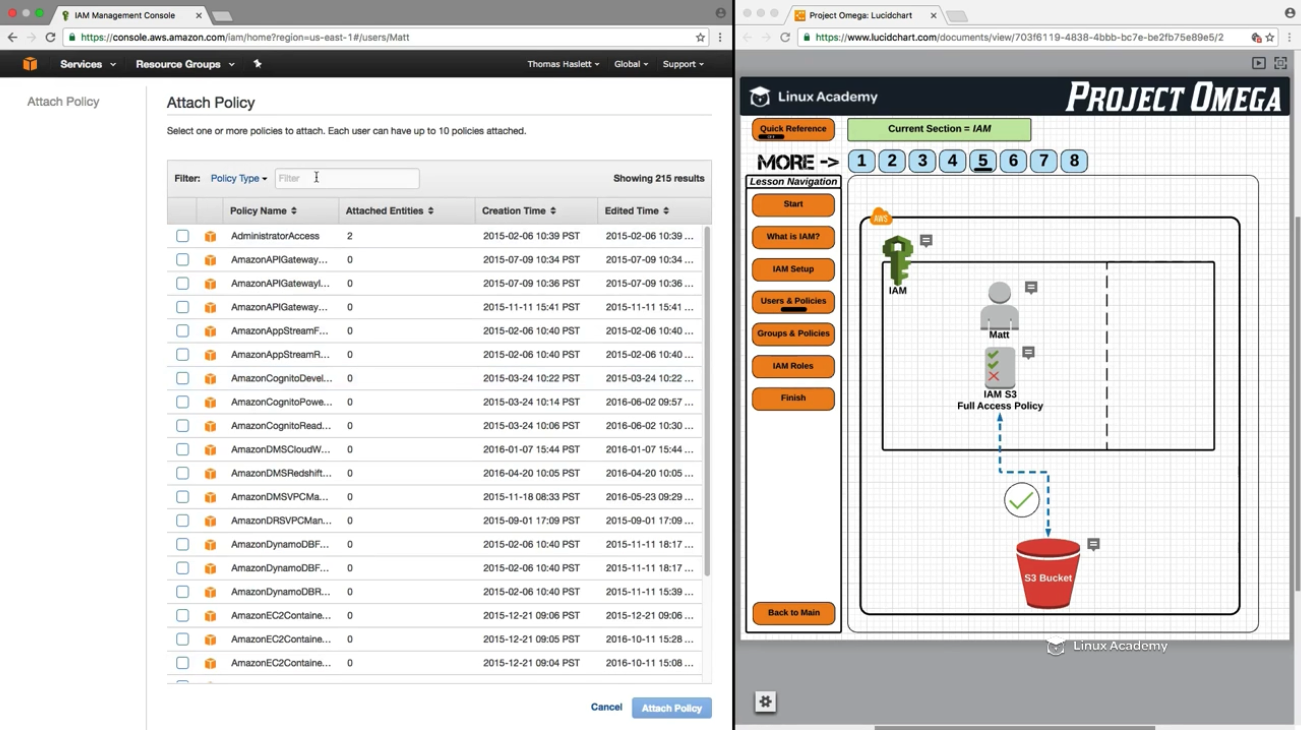 IAM Management Console
https://console.aws.amazon.com/iam/home?region=us-east-1#/users/Matt
Services
Resource Groups
Thomas Haslett
Global
Support
Attach Policy
Attach Policy
Select one or more policies to attach. Each user can have up to 10 policies attached.
Filter: Policy Type Filter Showing 215 results
Policy Name Attached Entities Creation Time Edited Time
AdministratorAccess 2 2015-02-06 10:39 PST 2015-02-06 10:39 ...
AmazonAPIGateway... 0 2015-07-09 10:34 PST 2015-07-09 10:34 ...
AmazonAPIGatewayI... 0 2015-07-09 10:36 PST 2015-07-09 10:36 ...
AmazonAPIGateway... 0 2015-11-11 15:41 PST 2015-11-11 15:41 ...
AmazonAppStreamF... 0 2015-02-06 10:40 PST 2015-02-06 10:40 ...
AmazonAppStreamR... 0 2015-02-06 10:40 PST 2015-02-06 10:40 ...
AmazonCognitoDevel... 0 2015-03-24 10:22 PST 2015-03-24 10:22 ...
AmazonCognitoPowe... 0 2015-03-24 10:14 PST 2016-06-02 09:57 ...
AmazonCognitoRead... 0 2015-03-24 10:06 PST 2016-06-02 10:30 ...
AmazonDMSCloudW... 0 2016-01-07 15:44 PST 2016-01-07 15:44 ...
AmazonDMSRedshift... 0 2016-04-20 10:05 PST 2016-04-20 10:05 ...
AmazonDMSVPCMa... 0 2015-11-18 08:33 PST 2016-05-23 09:29 ...
AmazonDRSVPCMan... 0 2015-09-01 17:09 PST 2015-09-01 17:09 ...
AmazonDynamoDBF... 0 2015-02-06 10:40 PST 2015-11-11 18:17 ...
AmazonDynamoDBF... 0 2015-02-06 10:40 PST 2015-11-11 18:17 ...
AmazonDynamoDBR... 0 2015-02-06 10:40 PST 2015-11-11 15:39 ...
AmazonEC2Containe... 0 2015-12-21 09:06 PST 2015-12-21 09:06 ...
AmazonEC2Containe... 0 2015-12-21 09:05 PST 2016-10-11 15:28 ...
AmazonEC2Containe... 0 2015-12-21 09:04 PST 2016-10-11 15:08 ...
Cancel Attach Policy
Project Omega: Lucidchart
https://www.lucidchart.com/documents/view/703f6119-4838-4bbb-bc7e-be2fb75e89e5/2
Linux Academy
PROJECT OMEGA
Quick Reference
Current Section = IAM
MORE -> 1 2 3 4 5 6 7 8
Lesson Navigation
Start
What is IAM?
IAM Setup
Users & Policies
Groups & Policies
IAM Roles
Finish
Back to Main
AWS
IAM
Matt
IAM S3
Full Access Policy
S3 Bucket
Linux Academy